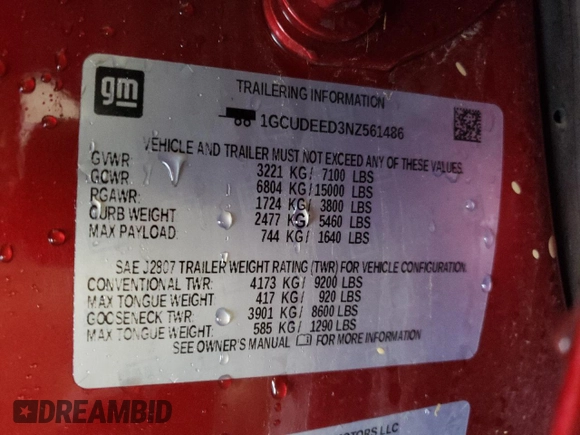 gm
TRAILERING INFORMATION
1GCUDEED3NZ561486
VEHICLE AND TRAILER MUST NOT EXCEED ANY OF THESE VALUES.
GVWR: 3221 KG/ 7100 LBS
GCWR: 6804 KG/15000 LBS
RGAWR: 1724 KG/ 3800 LBS
CURB WEIGHT: 2477 KG/ 5460 LBS
MAX PAYLOAD: 744 KG/ 1640 LBS
SAE J2807 TRAILER WEIGHT RATING (TWR) FOR VEHICLE CONFIGURATION.
CONVENTIONAL TWR: 4173 KG/ 9200 LBS
MAX TONGUE WEIGHT: 417 KG/ 920 LBS
GOOSENECK TWR: 3901 KG/ 8600 LBS
MAX TONGUE WEIGHT: 585 KG/ 1290 LBS
SEE OWNER'S MANUAL FOR MORE INFORMATION
MOTORS LLC
DREAMBID